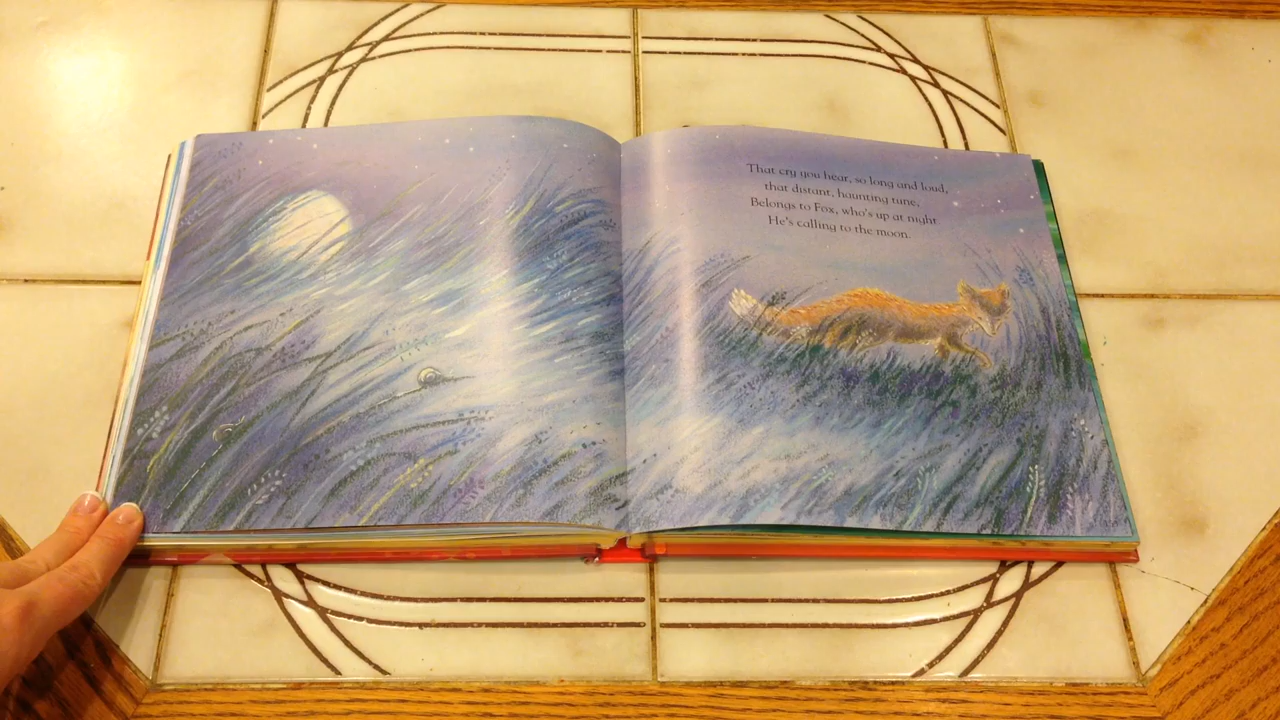 That cry you hear, so long and loud,
that distant, haunting tune,
Belongs to Fox, who's up at night
He's calling to the moon.